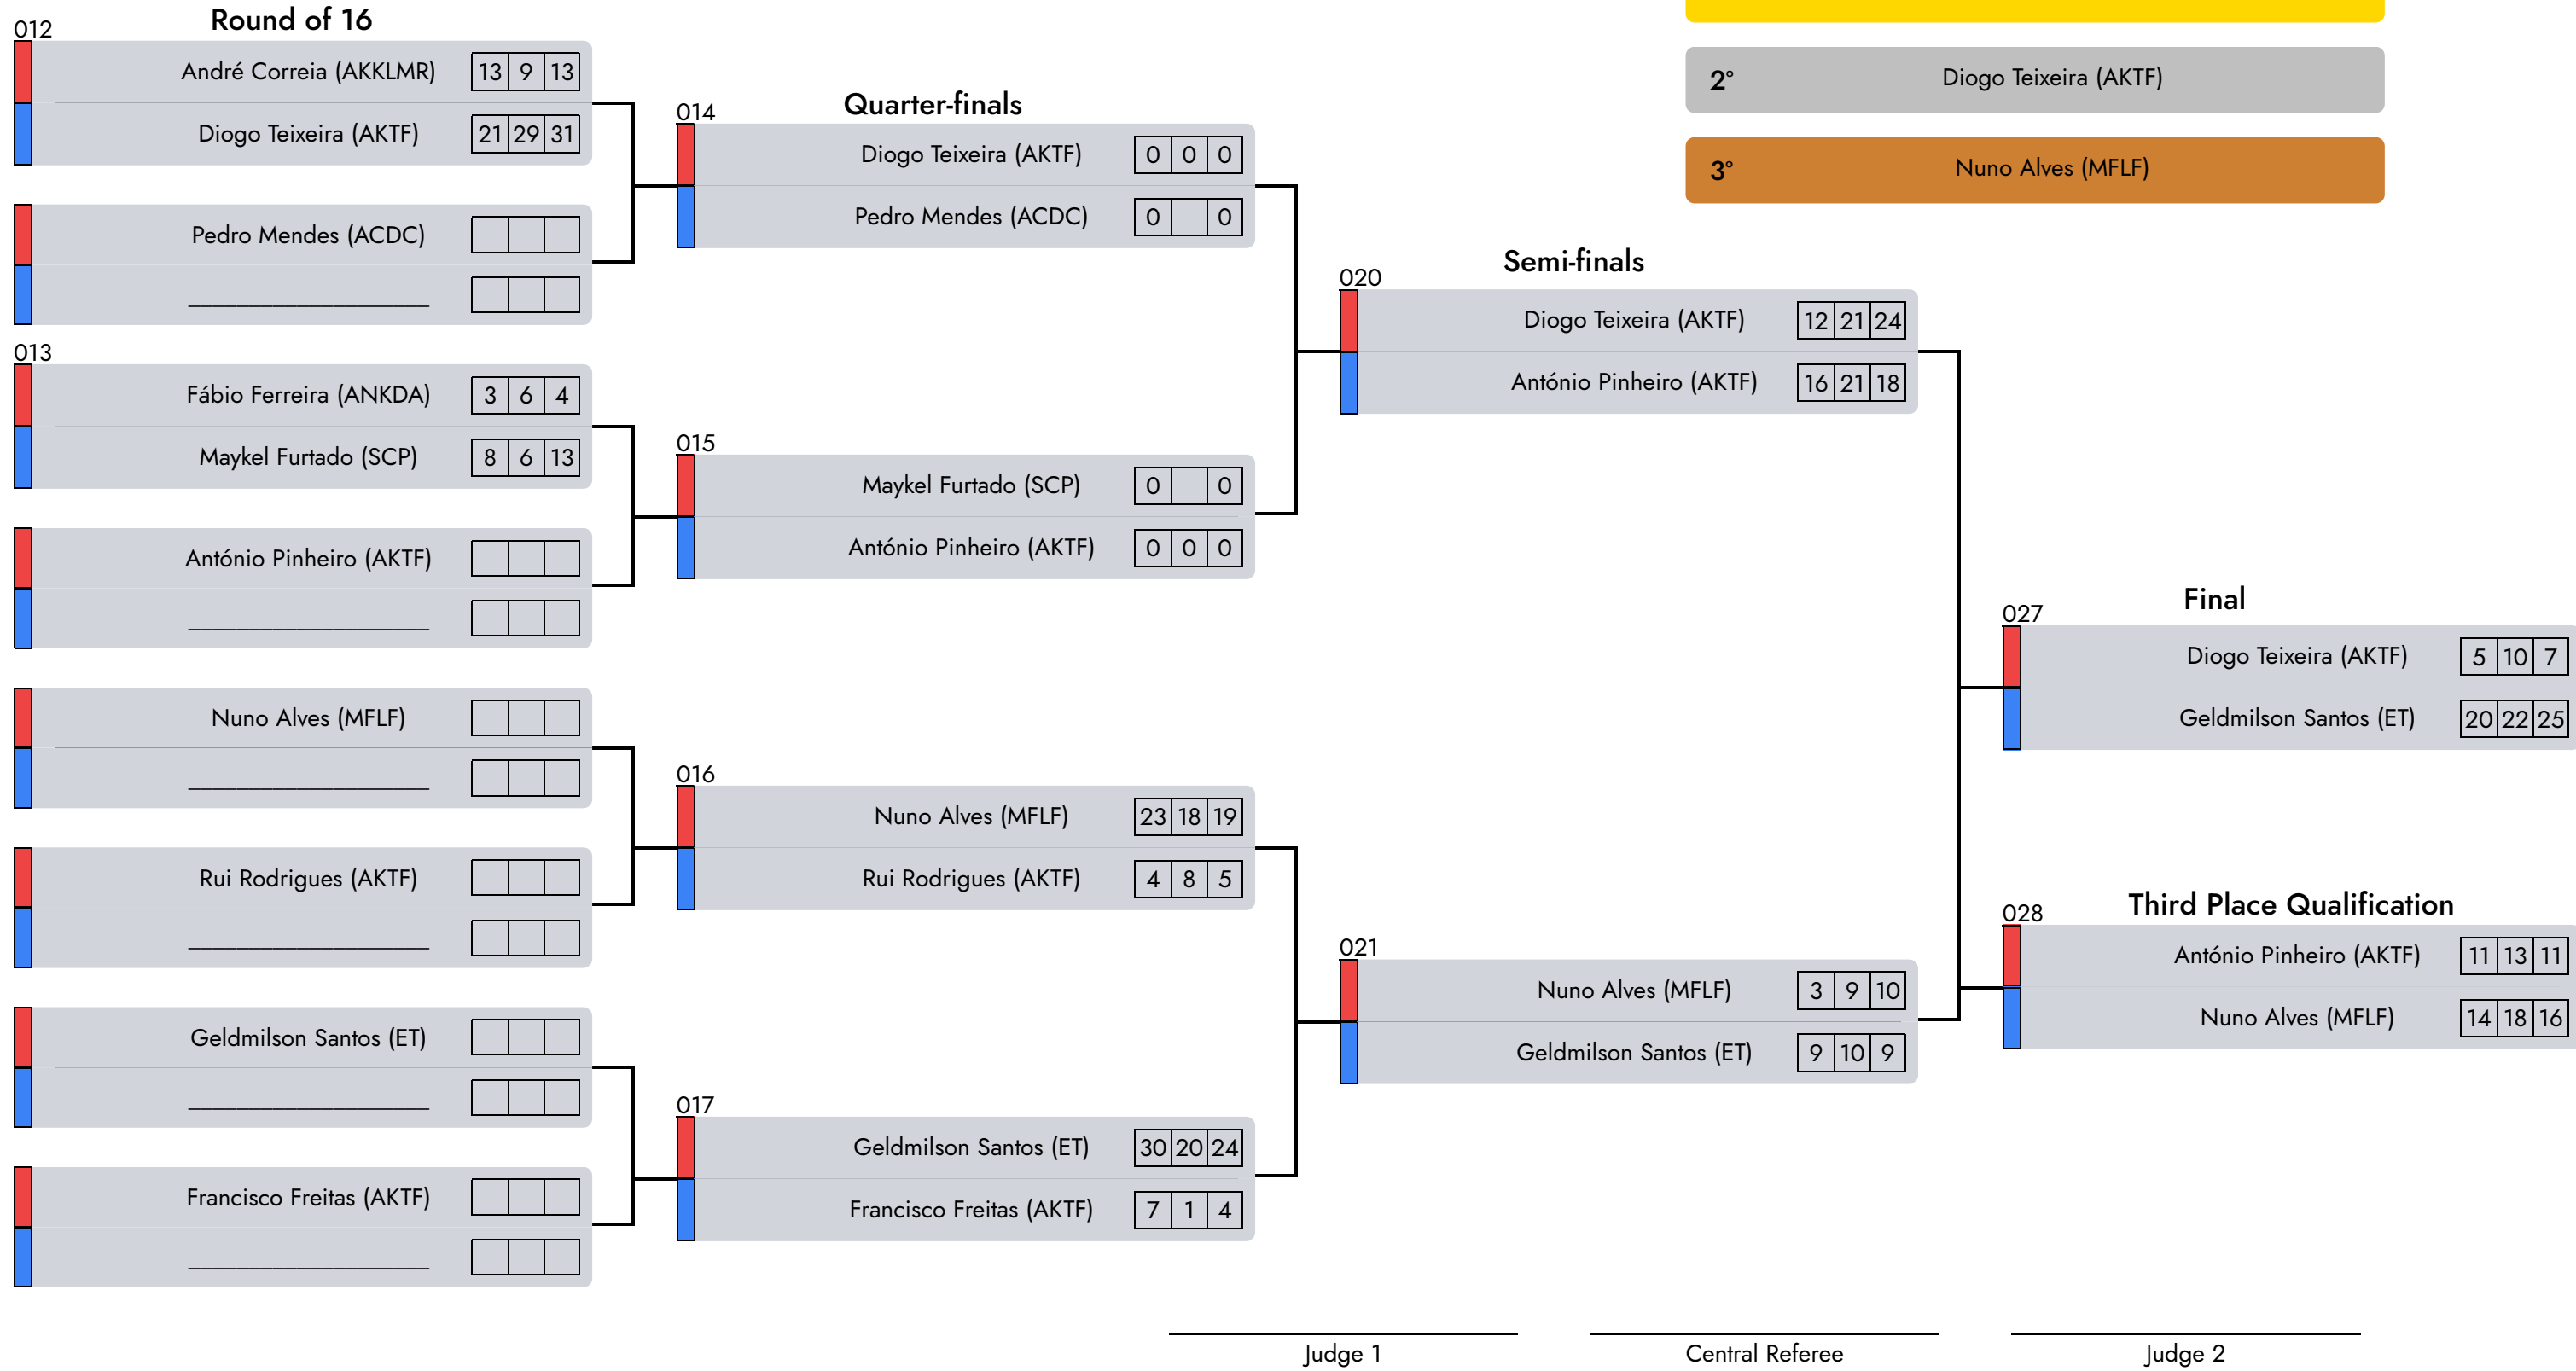 Round of 16
012
André Correia (AKKLMR) 13 9 13
Diogo Teixeira (AKTF) 21 29 31
Pedro Mendes (ACDC)
____________________
013
Fábio Ferreira (ANKDA) 3 6 4
Maykel Furtado (SCP) 8 6 13
António Pinheiro (AKTF)
____________________
Nuno Alves (MFLF)
____________________
Rui Rodrigues (AKTF)
____________________
Geldmilson Santos (ET)
____________________
Francisco Freitas (AKTF)
____________________
Quarter-finals
014
Diogo Teixeira (AKTF) 0 0 0
Pedro Mendes (ACDC) 0 0
015
Maykel Furtado (SCP) 0 0
António Pinheiro (AKTF) 0 0 0
016
Nuno Alves (MFLF) 23 18 19
Rui Rodrigues (AKTF) 4 8 5
017
Geldmilson Santos (ET) 30 20 24
Francisco Freitas (AKTF) 7 1 4
Semi-finals
020
Diogo Teixeira (AKTF) 12 21 24
António Pinheiro (AKTF) 16 21 18
021
Nuno Alves (MFLF) 3 9 10
Geldmilson Santos (ET) 9 10 9
2° Diogo Teixeira (AKTF)
3° Nuno Alves (MFLF)
Final
027
Diogo Teixeira (AKTF) 5 10 7
Geldmilson Santos (ET) 20 22 25
Third Place Qualification
028
António Pinheiro (AKTF) 11 13 11
Nuno Alves (MFLF) 14 18 16
Judge 1
Central Referee
Judge 2